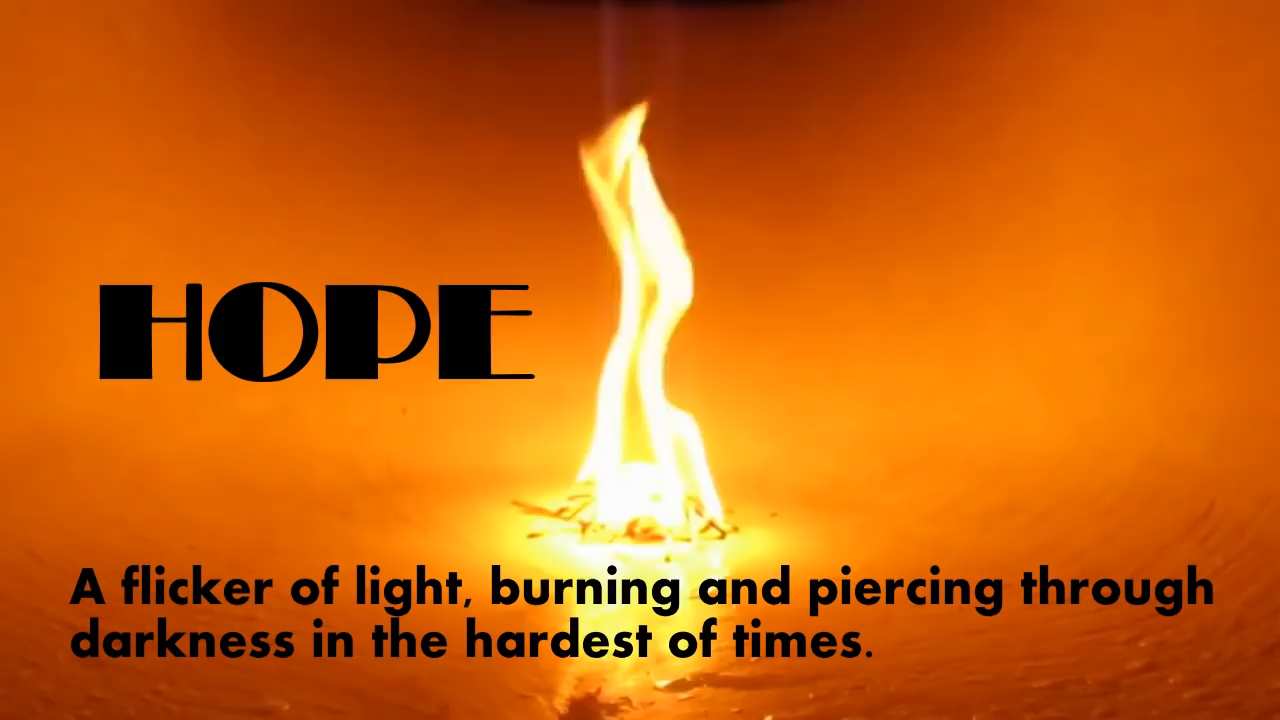 HOPE
A flicker of light, burning and piercing through
darkness in the hardest of times.